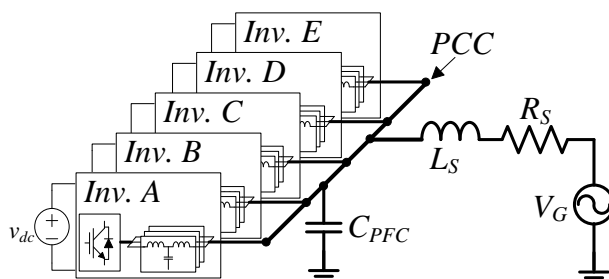 Inv. E
Inv. D
PCC
Inv. C
R_S
Inv. B
L_S
Inv. A
V_G
v_dc
+
−
C_PFC